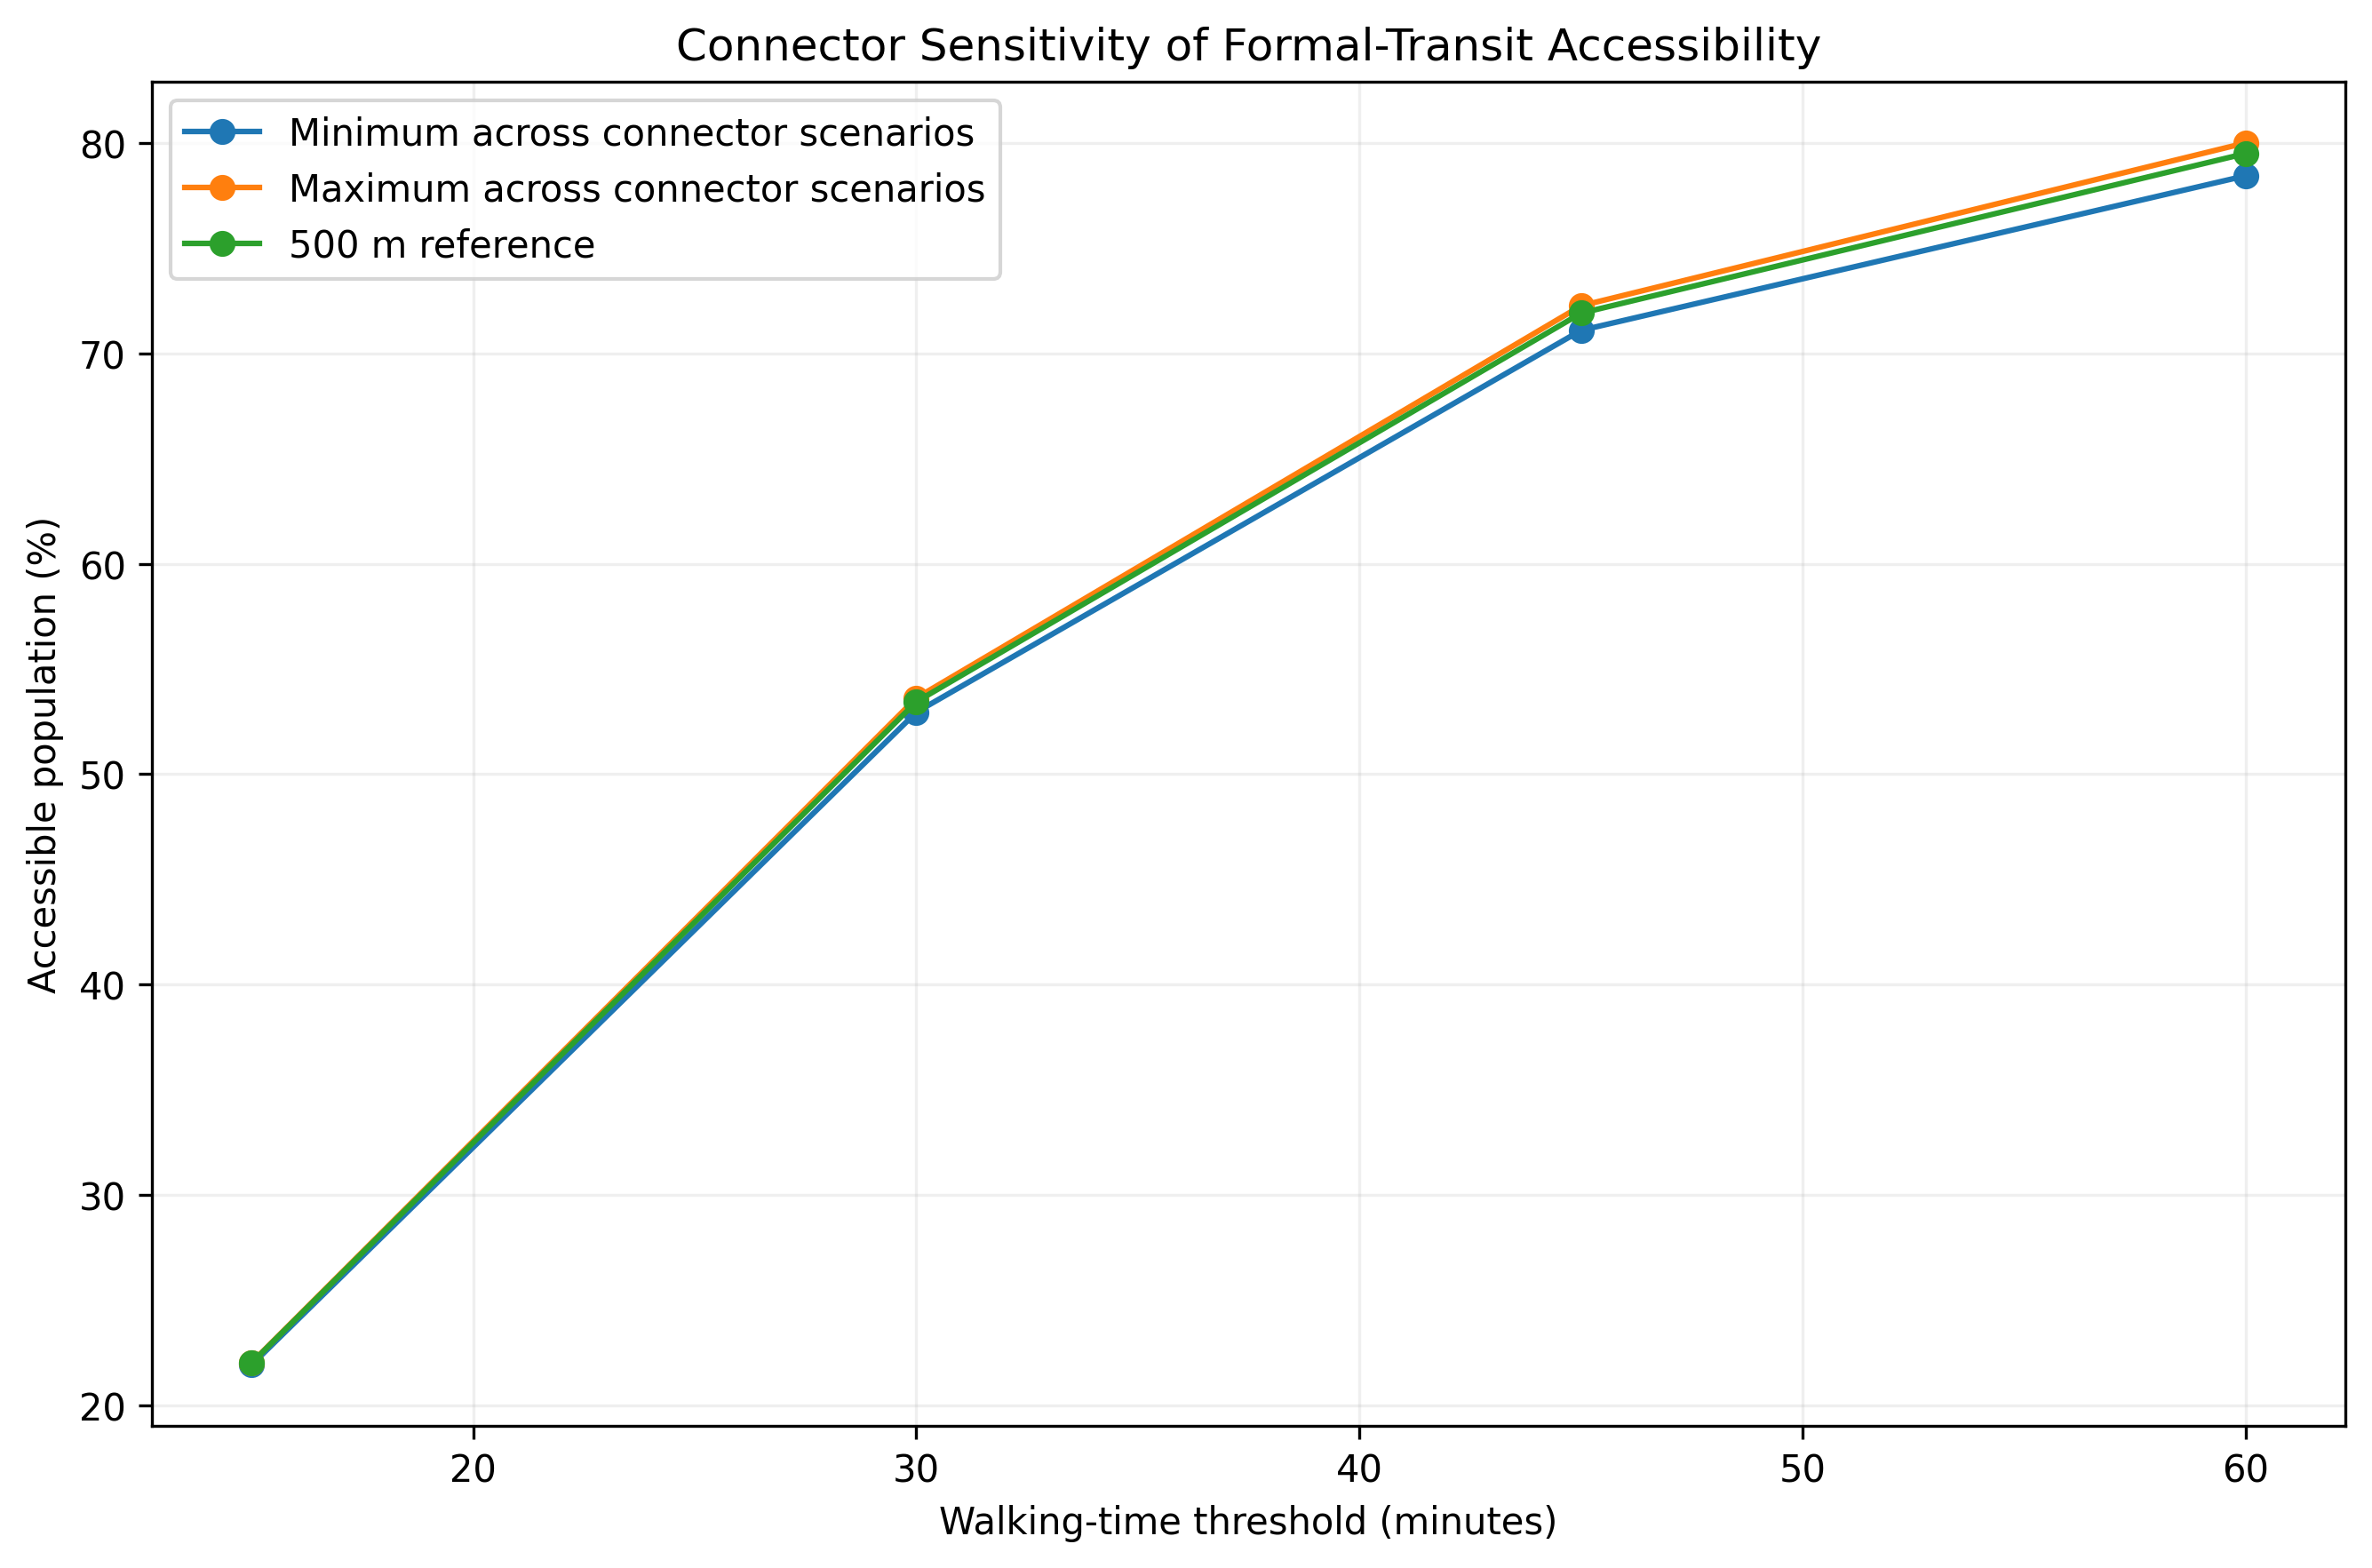 Connector Sensitivity of Formal-Transit Accessibility
Minimum across connector scenarios
Maximum across connector scenarios
500 m reference
Accessible population (%)
80
70
60
50
40
30
20
20 30 40 50 60
Walking-time threshold (minutes)